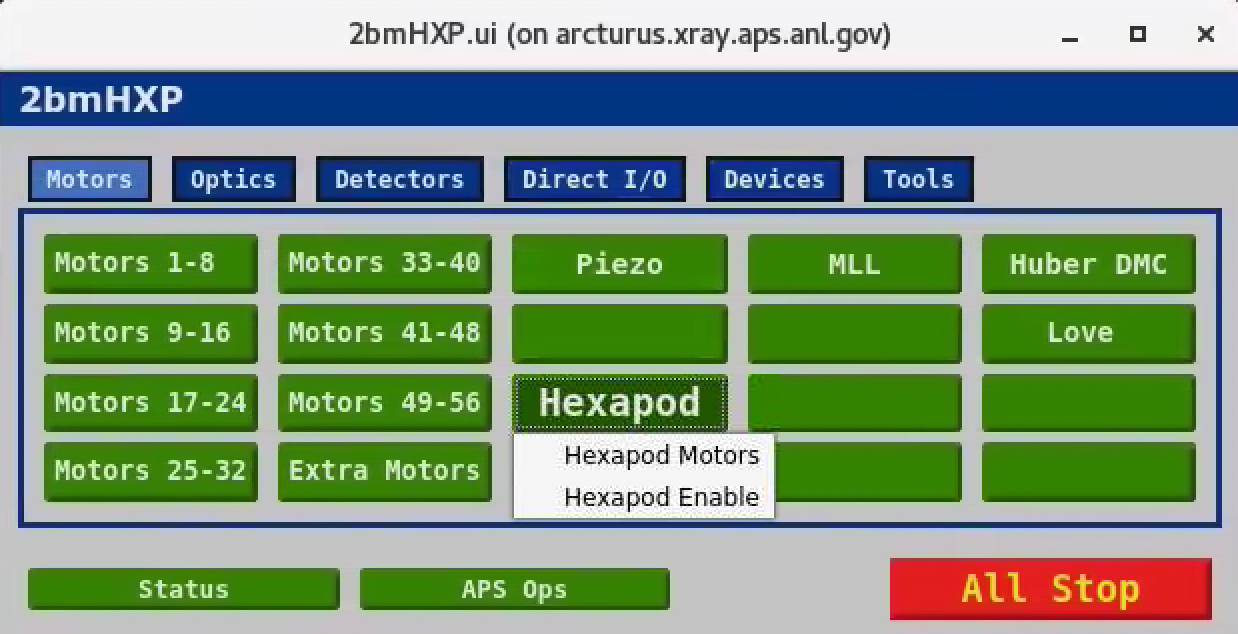 2bmHXP.ui (on arcturus.xray.aps.anl.gov)
2bmHXP
Motors Optics Detectors Direct I/O Devices Tools
Motors 1-8 Motors 33-40 Piezo MLL Huber DMC
Motors 9-16 Motors 41-48 Love
Motors 17-24 Motors 49-56 Hexapod
Hexapod Motors
Motors 25-32 Extra Motors
Hexapod Enable
Status APS Ops All Stop